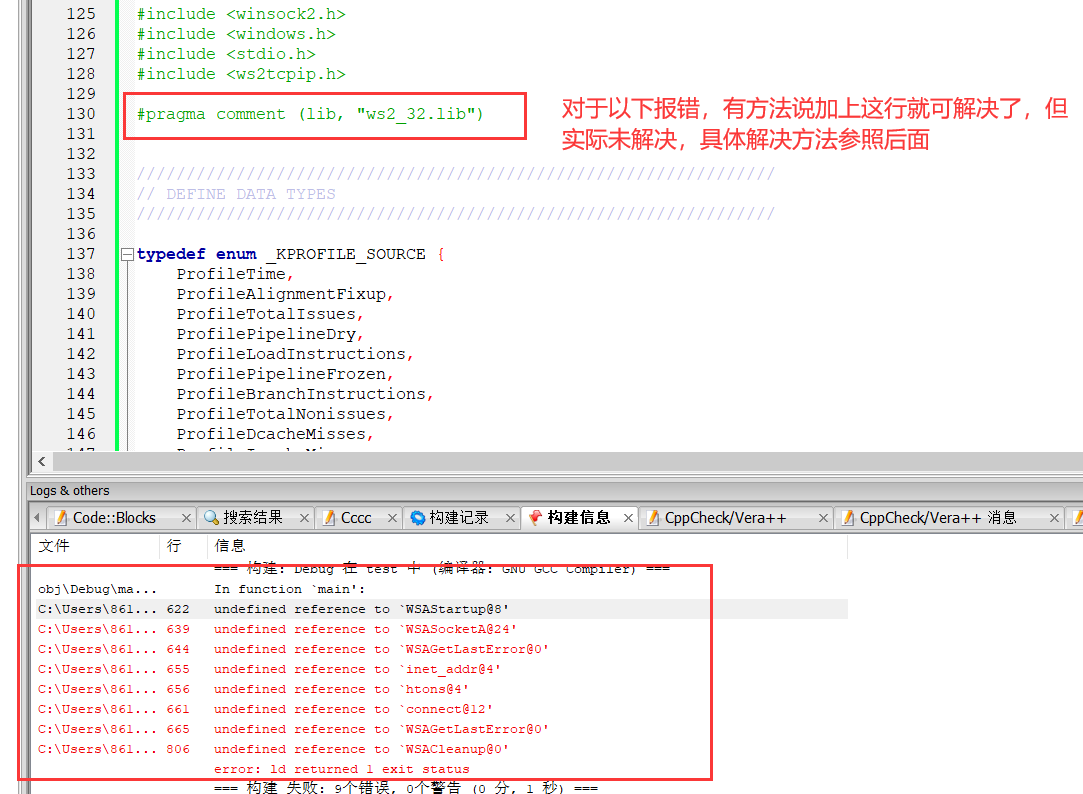 125 #include <winsock2.h>
126 #include <windows.h>
127 #include <stdio.h>
128 #include <ws2tcpip.h>
129
130 #pragma comment (lib, "ws2_32.lib")
对于以下报错，有方法说加上这行就可解决了，但
实际未解决，具体解决方法参照后面
131
132
133 ////////////////////////////////////////////////////////////////
134 // DEFINE DATA TYPES
135 ////////////////////////////////////////////////////////////////
136
137 typedef enum _KPROFILE_SOURCE {
138 ProfileTime,
139 ProfileAlignmentFixup,
140 ProfileTotalIssues,
141 ProfilePipelineDry,
142 ProfileLoadInstructions,
143 ProfilePipelineFrozen,
144 ProfileBranchInstructions,
145 ProfileTotalNonissues,
146 ProfileDcacheMisses,
Logs & others
Code::Blocks 搜索结果 Cccc 构建记录 构建信息 CppCheck/Vera++ CppCheck/Vera++ 消息
文件 行 信息
=== 构建: Debug 在 test 中 (编译器: GNU GCC Compiler) ===
obj\Debug\ma... In function `main':
C:\Users\861... 622 undefined reference to `WSAStartup@8'
C:\Users\861... 639 undefined reference to `WSASocketA@24'
C:\Users\861... 644 undefined reference to `WSAGetLastError@0'
C:\Users\861... 655 undefined reference to `inet_addr@4'
C:\Users\861... 656 undefined reference to `htons@4'
C:\Users\861... 661 undefined reference to `connect@12'
C:\Users\861... 665 undefined reference to `WSAGetLastError@0'
C:\Users\861... 806 undefined reference to `WSACleanup@0'
error: ld returned 1 exit status
=== 构建 失败: 9个错误, 0个警告 (0 分, 1 秒) ===